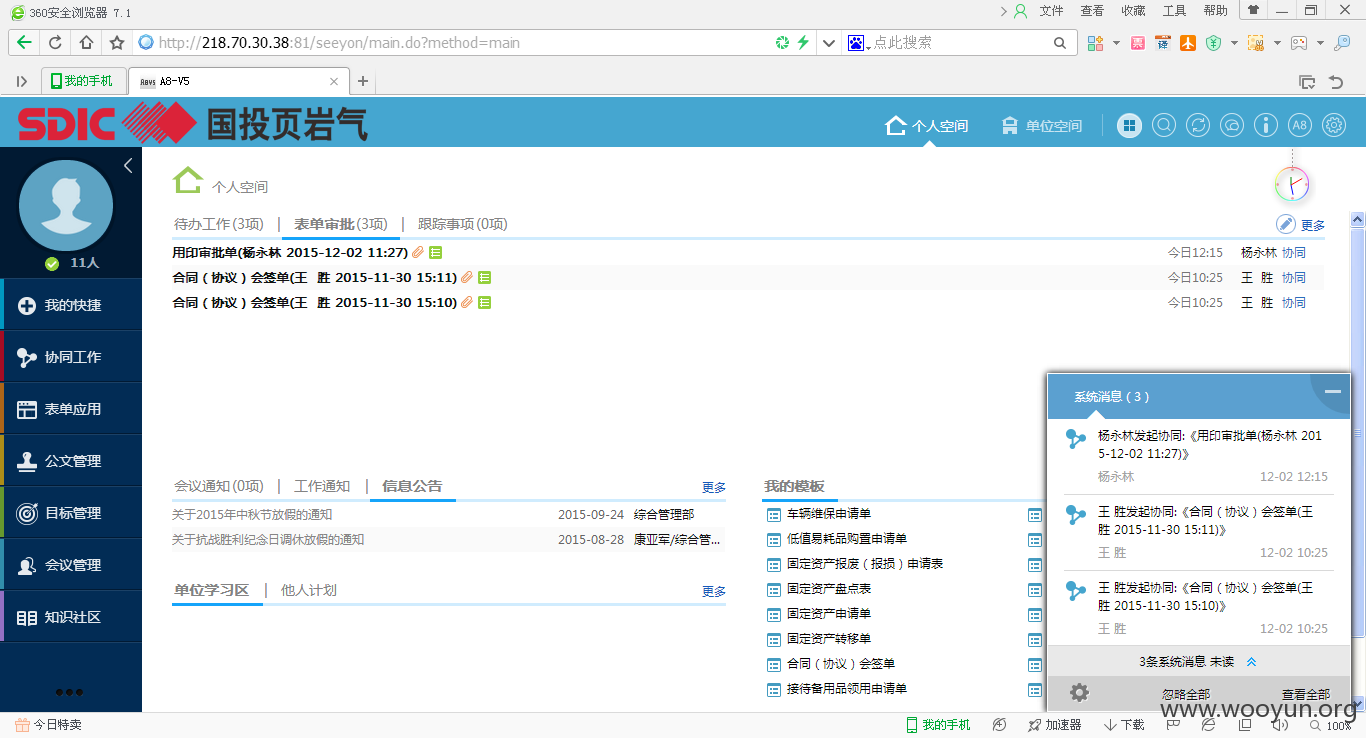 360安全浏览器 7.1
文件 查看 收藏 工具 帮助
http://218.70.30.38:81/seeyon/main.do?method=main
点此搜索
我的手机
A8-V5
SDIC 国投页岩气
个人空间 单位空间
A8
11人
我的快捷
协同工作
表单应用
公文管理
目标管理
会议管理
知识社区
个人空间
待办工作(3项) | 表单审批(3项) | 跟踪事项(0项)
更多
用印审批单(杨永林 2015-12-02 11:27) 今日12:15 杨永林 协同
合同（协议）会签单(王 胜 2015-11-30 15:11) 今日10:25 王 胜 协同
合同（协议）会签单(王 胜 2015-11-30 15:10) 今日10:25 王 胜 协同
会议通知(0项) | 工作通知 | 信息公告 更多
关于2015年中秋节放假的通知 2015-09-24 综合管理部
关于抗战胜利纪念日调休放假的通知 2015-08-28 康亚军/综合管...
单位学习区 | 他人计划 更多
我的模板
车辆维保申请单
低值易耗品购置申请单
固定资产报废（报损）申请表
固定资产盘点表
固定资产申请单
固定资产转移单
合同（协议）会签单
接待备用品领用申请单
系统消息（3）
杨永林发起协同:《用印审批单(杨永林 201
5-12-02 11:27)》
杨永林 12-02 12:15
王 胜发起协同:《合同（协议）会签单(王
胜 2015-11-30 15:11)》
王 胜 12-02 10:25
王 胜发起协同:《合同（协议）会签单(王
胜 2015-11-30 15:10)》
王 胜 12-02 10:25
3条系统消息 未读
忽略全部 查看全部
www.wooyun.org
今日特卖
我的手机 加速器 下载 100%